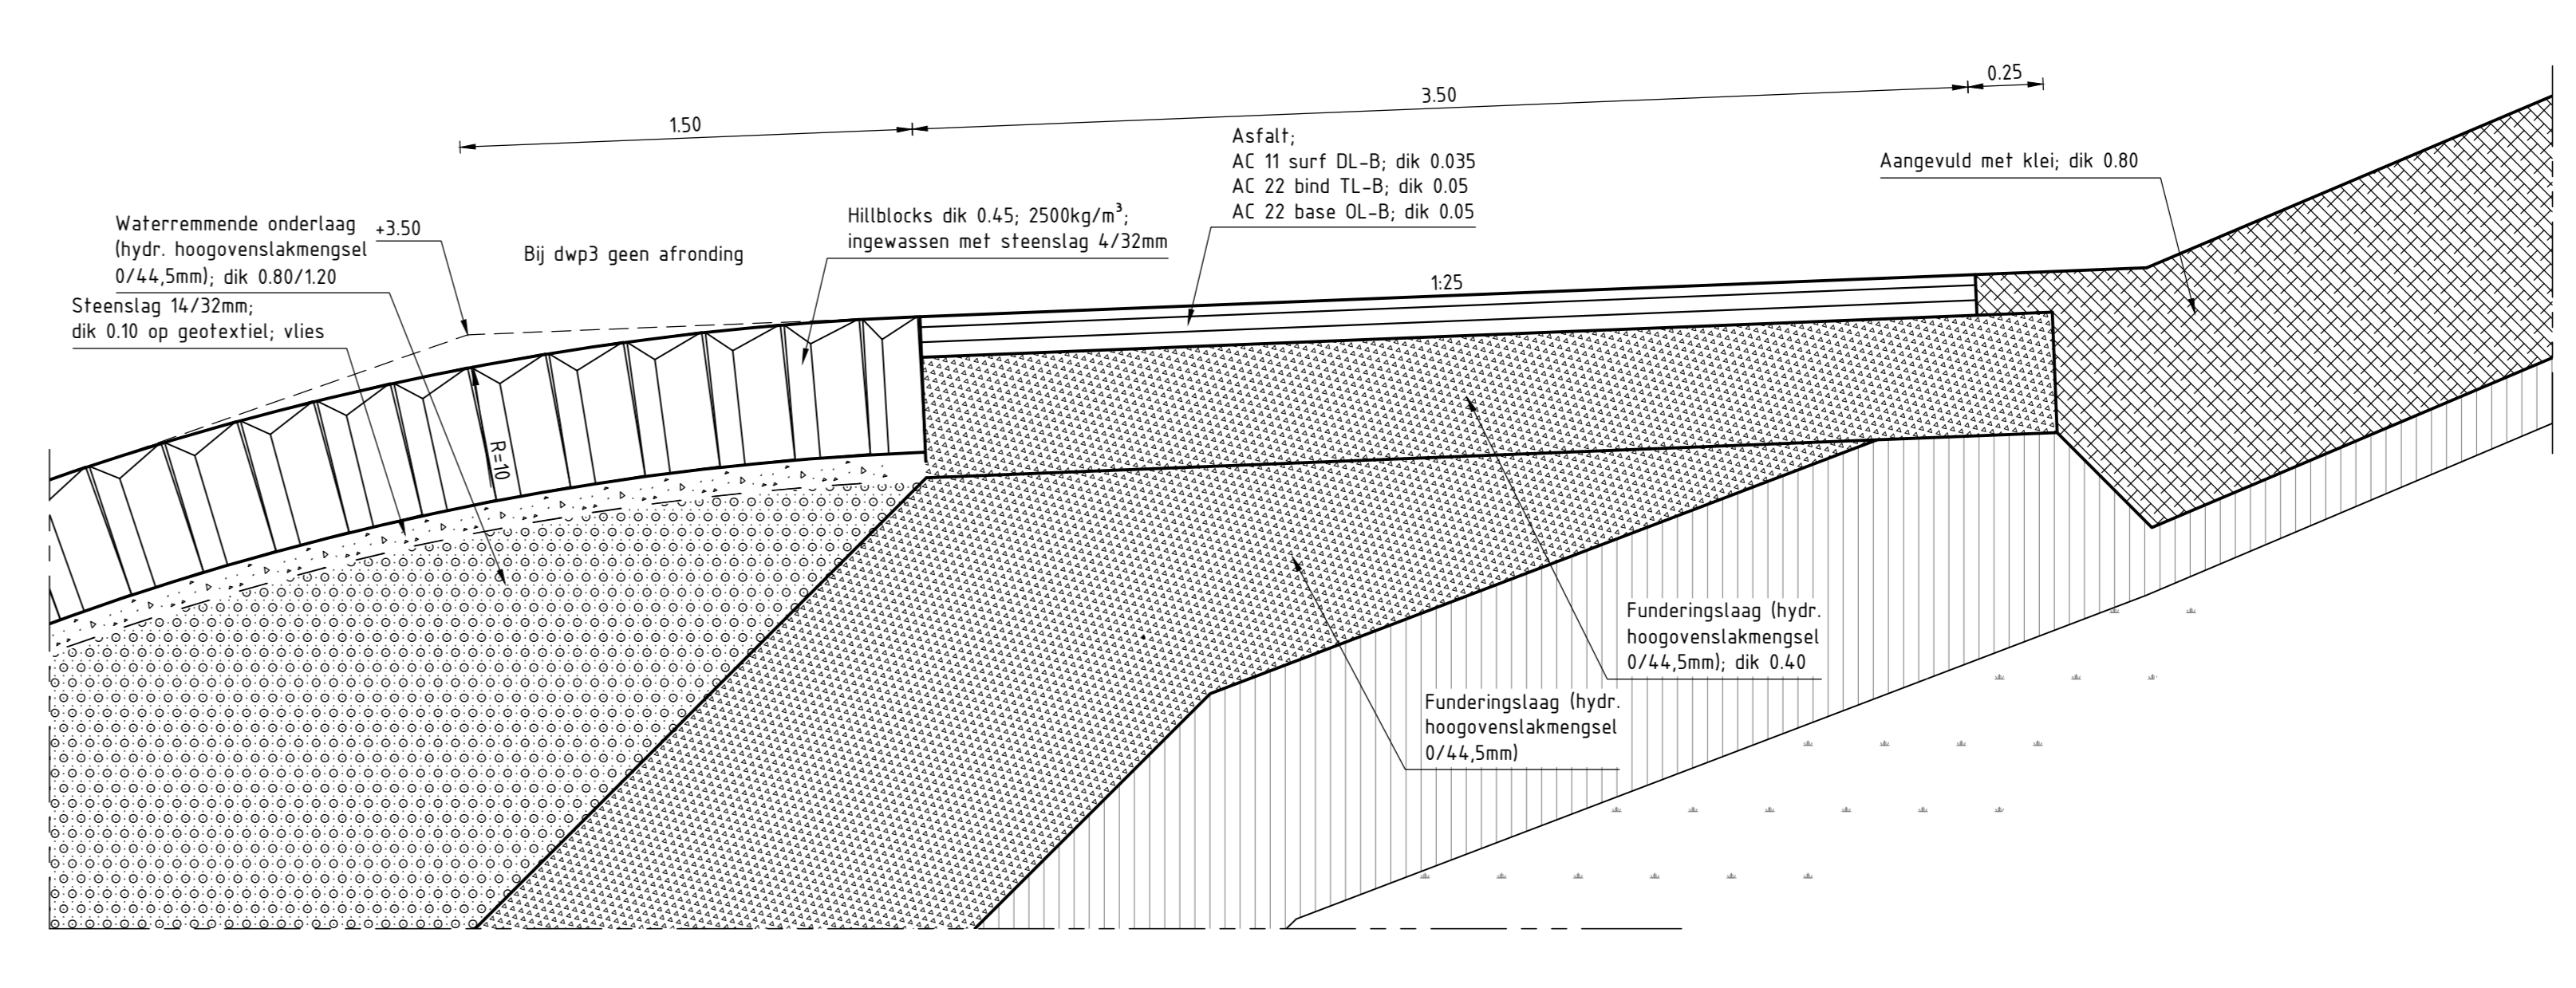 0.25
3.50
1.50
Asfalt;
AC 11 surf DL-B; dik 0.035
AC 22 bind TL-B; dik 0.05
AC 22 base OL-B; dik 0.05
Aangevuld met klei; dik 0.80
Waterremmende onderlaag
(hydr. hoogovenslakmengsel
0/44,5mm); dik 0.80/1.20
+3.50
Bij dwp3 geen afronding
Hillblocks dik 0.45; 2500kg/m³;
ingewassen met steenslag 4/32mm
Steenslag 14/32mm;
dik 0.10 op geotextiel; vlies
1:25
R=10
Funderingslaag (hydr.
hoogovenslakmengsel
0/44,5mm); dik 0.40
Funderingslaag (hydr.
hoogovenslakmengsel
0/44,5mm)